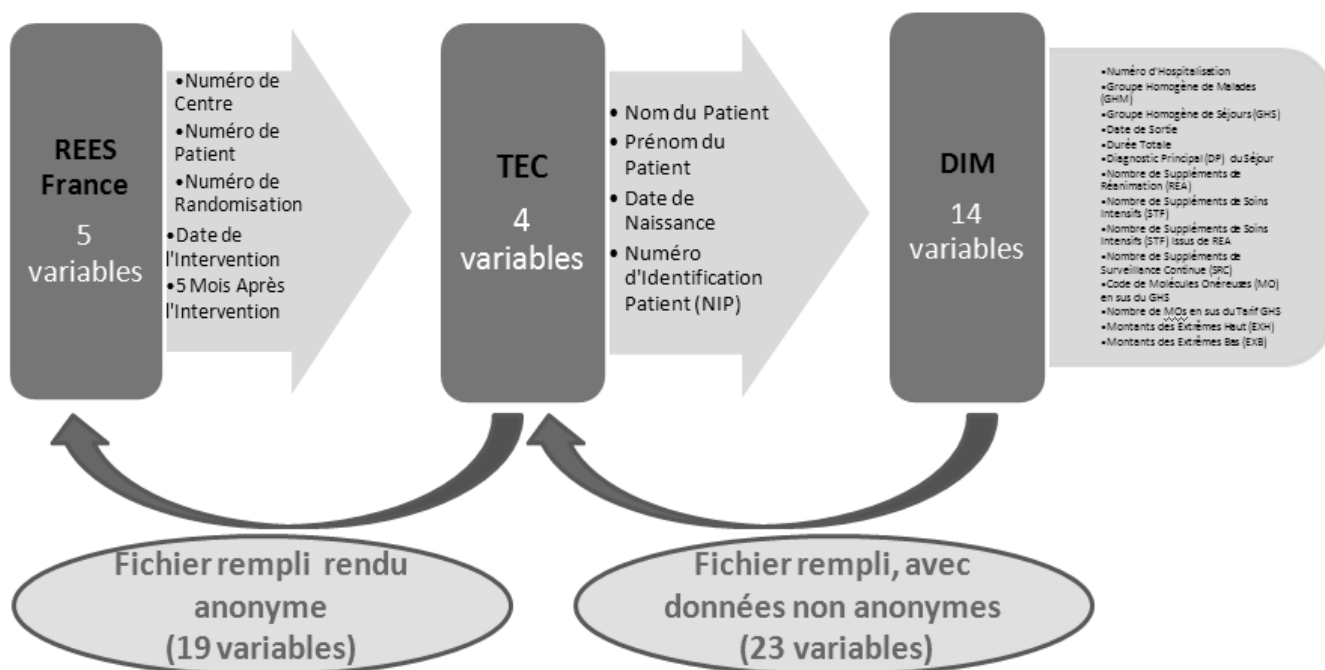 REES
France
5
variables
•Numéro de
Centre
•Numéro de
Patient
•Numéro de
Randomisation
•Date de
l'Intervention
•5 Mois Après
l'Intervention
TEC
4
variables
• Nom du Patient
• Prénom du
Patient
• Date de
Naissance
• Numéro
d'Identification
Patient (NIP)
DIM
14
variables
•Numéro d'Hospitalisation
•Groupe Homogène de Malades
(GHM)
•Groupe Homogène de Séjours (GHS)
•Date de Sortie
•Durée Totale
•Diagnostic Principal (DP) du Séjour
•Nombre de Suppléments de
Réanimation (REA)
•Nombre de Suppléments de Soins
Intensifs (STF)
•Nombre de Suppléments de Soins
Intensifs (STF) Issus de REA
•Nombre de Suppléments de
Surveillance Continue (SRC)
•Code de Molécules Onéreuses (MO)
en sus du GHS
•Nombre de MOs en sus du Tarif GHS
•Montants des Extrêmes Haut (EXH)
•Montants des Extrêmes Bas (EXB)
Fichier rempli rendu
anonyme
(19 variables)
Fichier rempli, avec
données non anonymes
(23 variables)